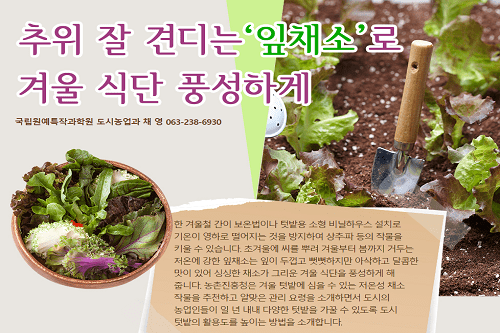 추위 잘 견디는 ‘잎채소’로
겨울 식단 풍성하게
국립원예특작과학원 도시농업과 채 영 063-238-6930
한 겨울철 간이 보온법이나 텃밭용 소형 비닐하우스 설치로
기온이 영하로 떨어지는 것을 방지하여 상추파 등의 작물을
키울 수 있습니다. 초겨울에 씨를 뿌려 겨울부터 봄까지 거두는
저온에 강한 잎채소는 잎이 두껍고 뻣뻣하지만 아삭하고 달콤한
맛이 있어 싱싱한 채소가 그리운 겨울 식단을 풍성하게 해
줍니다. 농촌진흥청은 겨울 텃밭에 심을 수 있는 저온성 채소
작물을 추천하고 알맞은 관리 요령을 소개하면서 도시의
농업인들이 일 년 내내 다양한 텃밭을 가꿀 수 있도록 도시
텃밭의 활용도를 높이는 방법을 소개합니다.